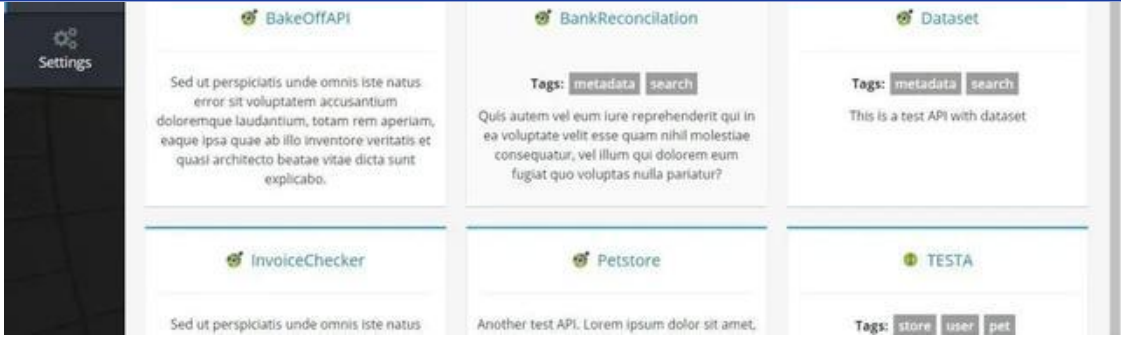 Settings
BakeOffAPI
Sed ut perspiciatis unde omnis iste natus
error sit voluptatem accusantium
doloremque laudantium, totam rem aperiam,
eaque ipsa quae ab illo inventore veritatis et
quasi architecto beatae vitae dicta sunt
explicabo.
BankReconcilation
Tags: metadata search
Quis autem vel eum iure reprehenderit qui in
ea voluptate velit esse quam nihil molestiae
consequatur, vel illum qui dolorem eum
fugiat quo voluptas nulla pariatur?
Dataset
Tags: metadata search
This is a test API with dataset
InvoiceChecker
Sed ut perspiciatis unde omnis iste natus
Petstore
Another test API. Lorem ipsum dolor sit amet,
TESTA
Tags: store user pet